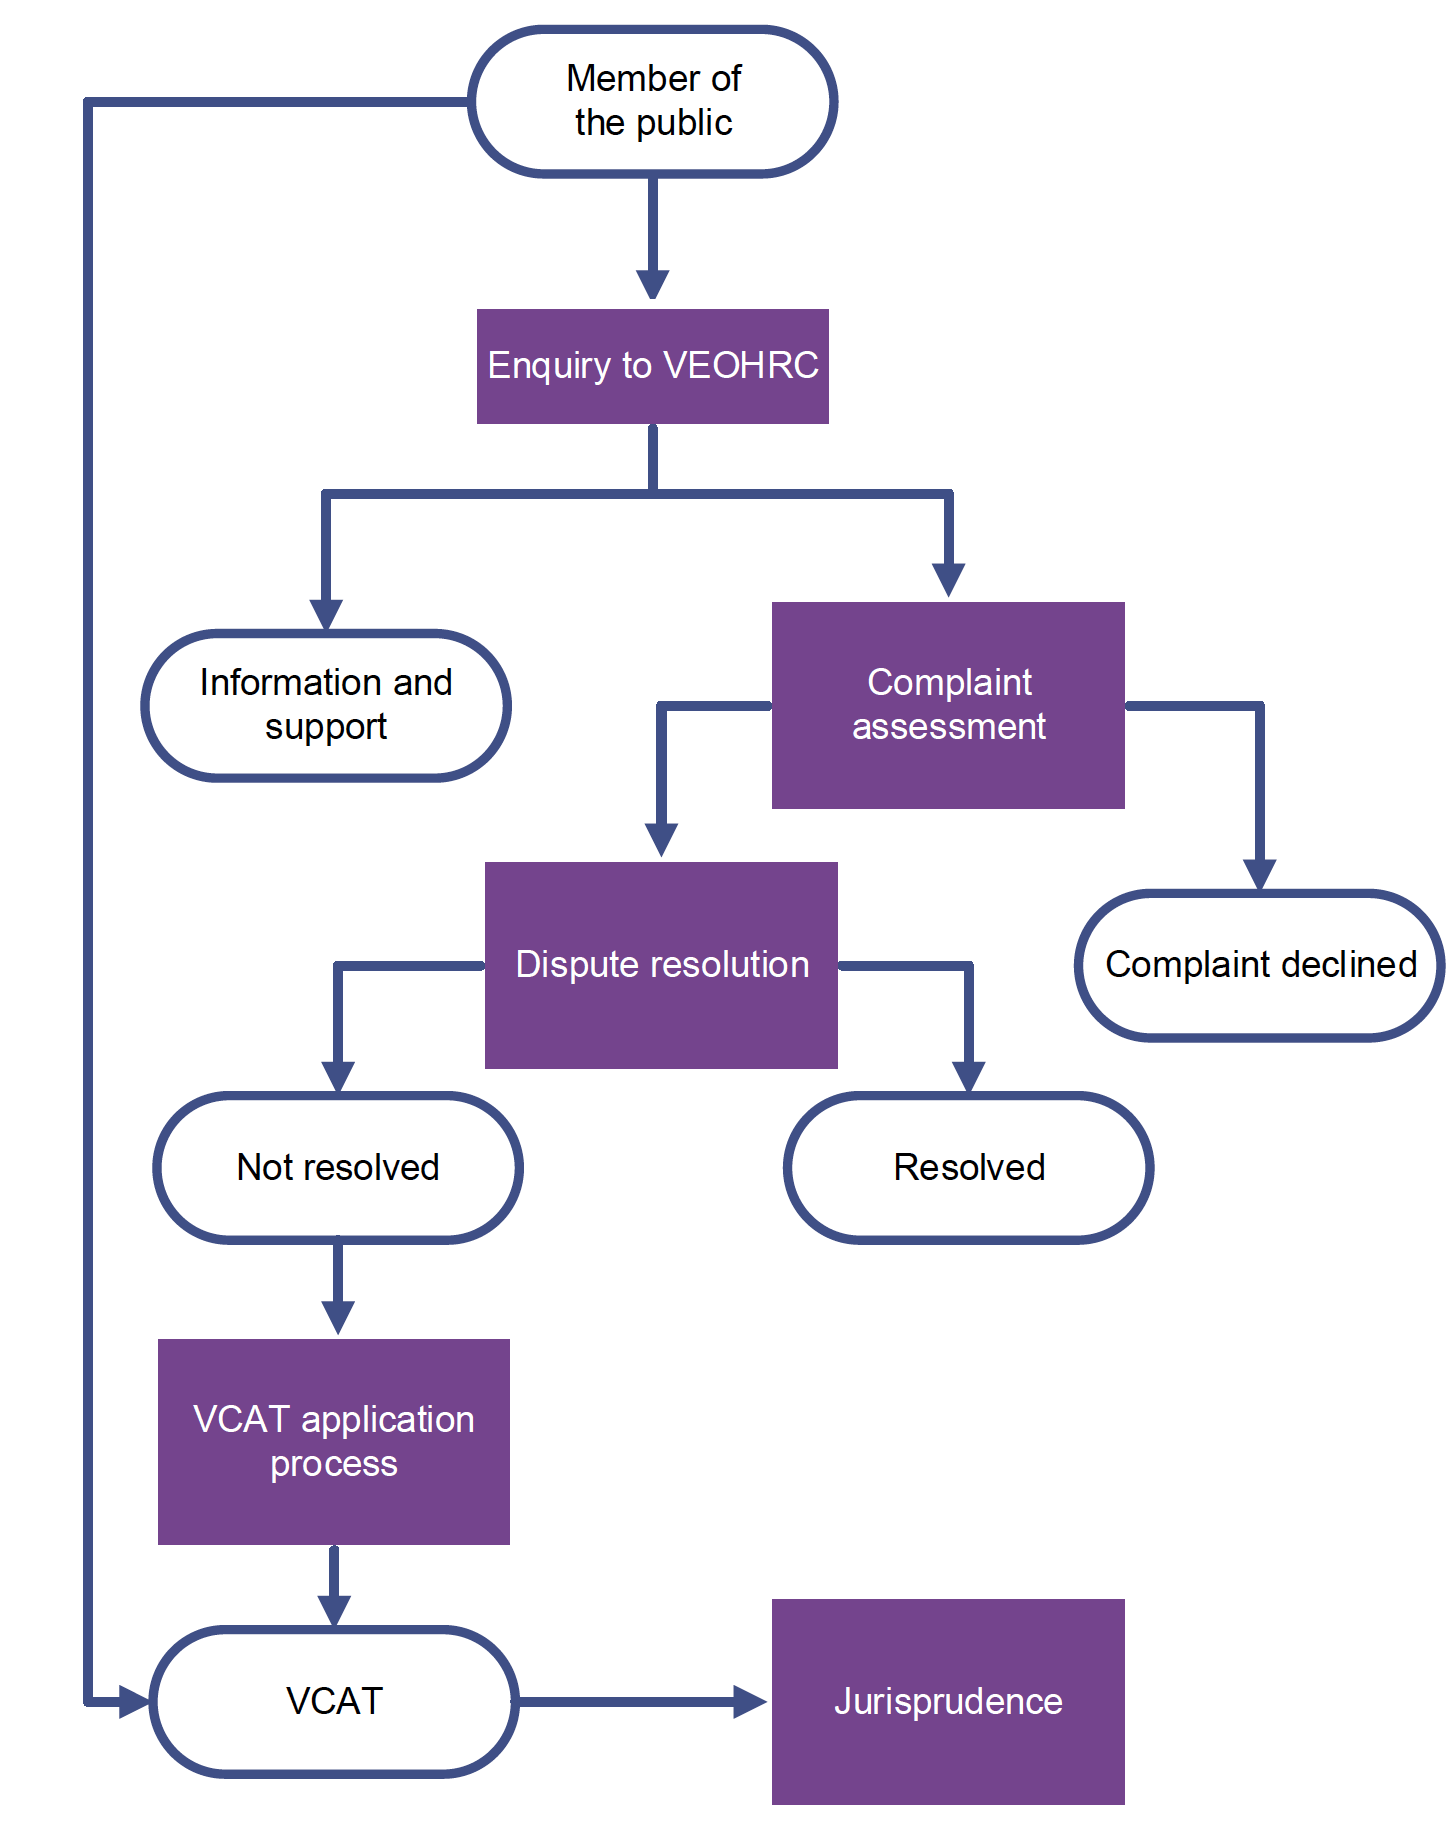 Member of
the public
Enquiry to VEOHRC
Information and
support
Complaint
assessment
Dispute resolution
Complaint declined
Not resolved
Resolved
VCAT application
process
VCAT
Jurisprudence